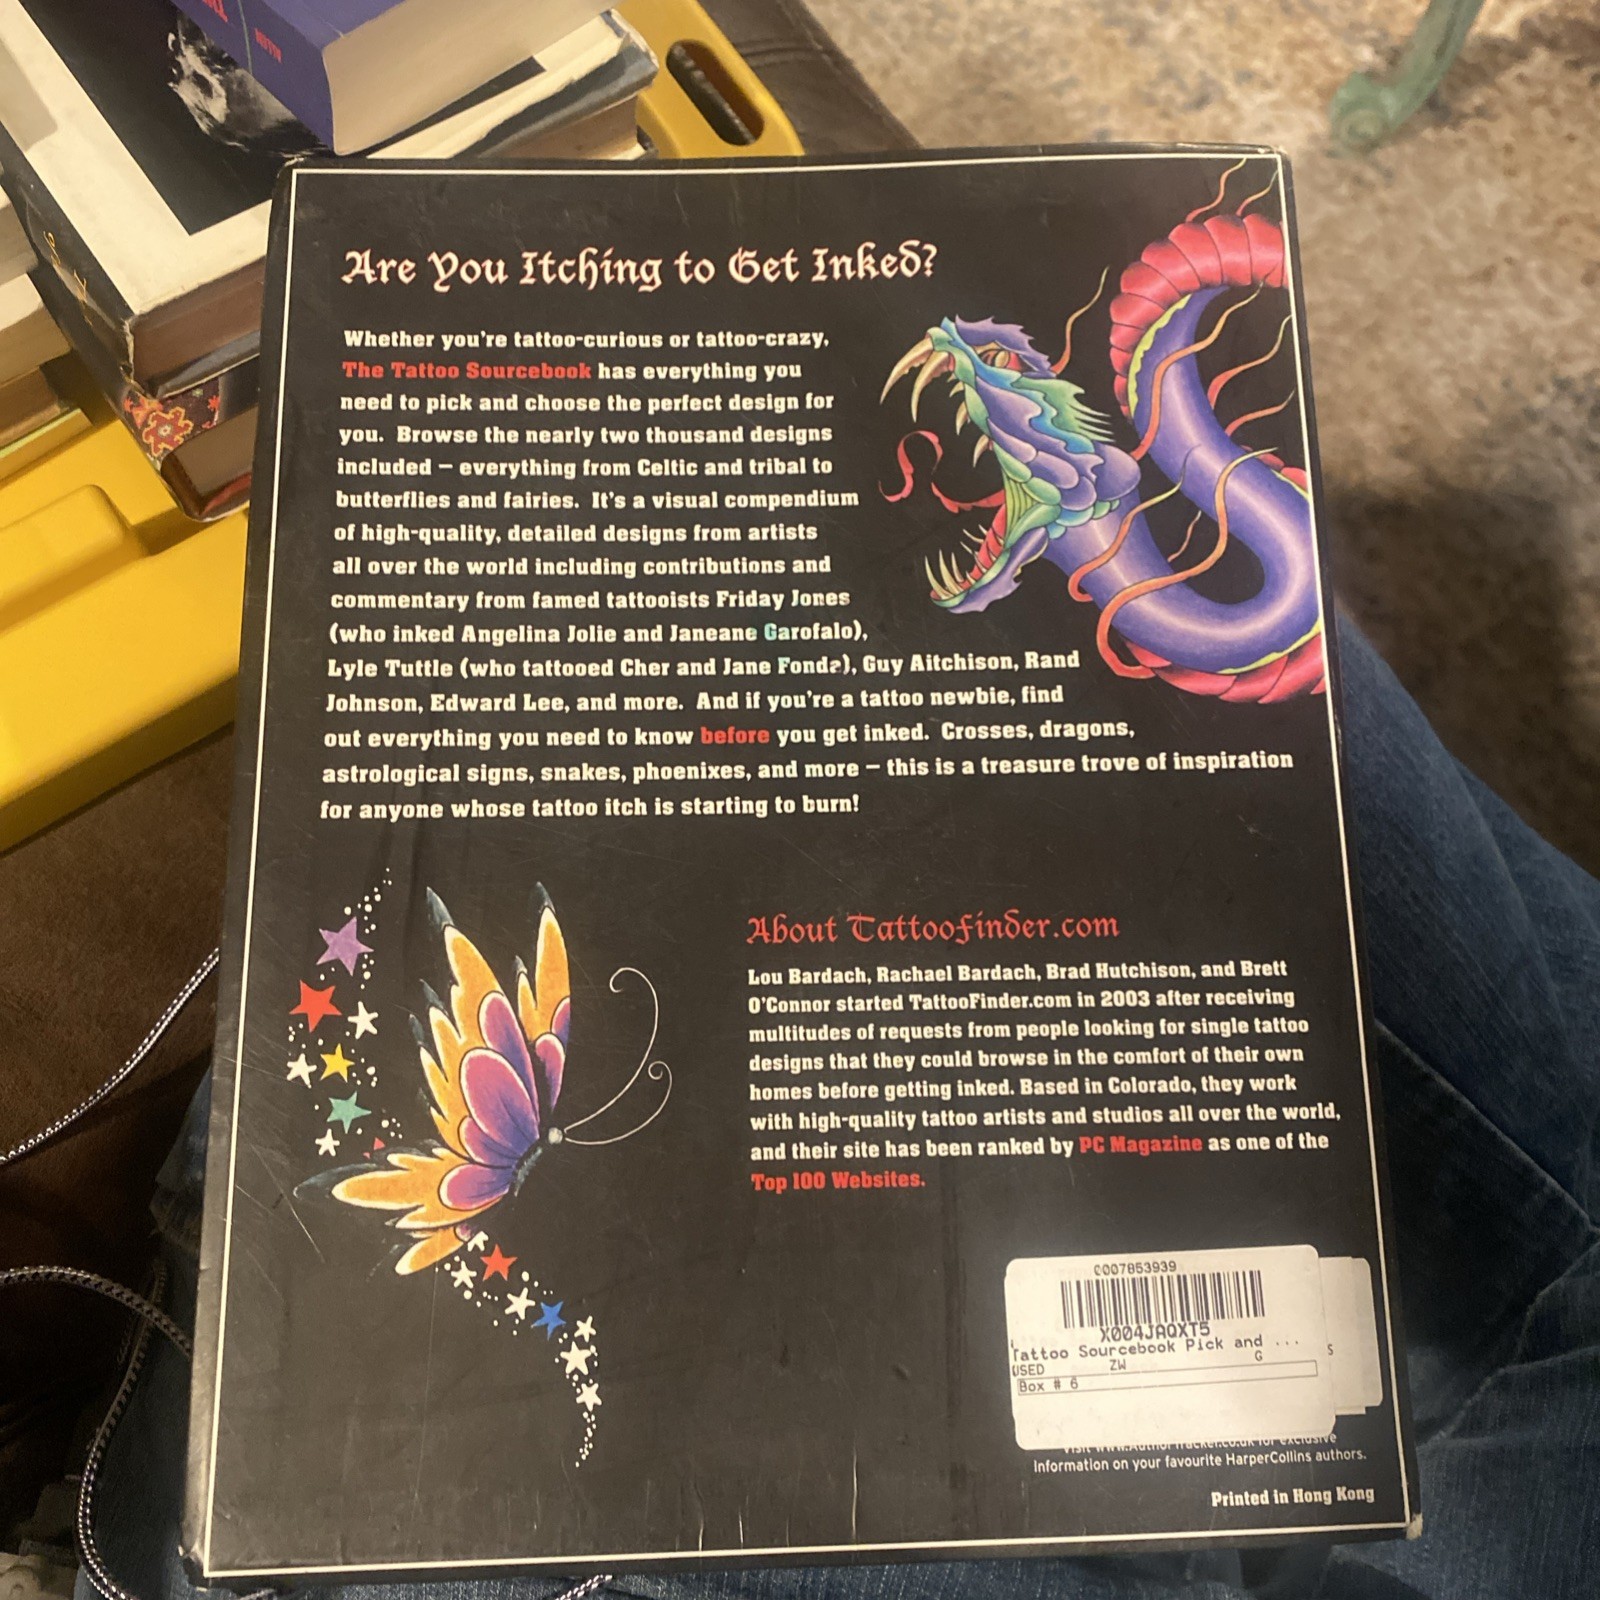 Are You Itching to Get Inked?
Whether you're tattoo-curious or tattoo-crazy,
The Tattoo Sourcebook has everything you
need to pick and choose the perfect design for
you. Browse the nearly two thousand designs
included – everything from Celtic and tribal to
butterflies and fairies. It's a visual compendium
of high-quality, detailed designs from artists
all over the world including contributions and
commentary from famed tattooists Friday Jones
(who inked Angelina Jolie and Janeane Garofalo),
Lyle Tuttle (who tattooed Cher and Jane Fonda), Guy Aitchison, Rand
Johnson, Edward Lee, and more. And if you're a tattoo newbie, find
out everything you need to know before you get inked. Crosses, dragons,
astrological signs, snakes, phoenixes, and more – this is a treasure trove of inspiration
for anyone whose tattoo itch is starting to burn!
About TattooFinder.com
Lou Bardach, Rachael Bardach, Brad Hutchison, and Brett
O'Connor started TattooFinder.com in 2003 after receiving
multitudes of requests from people looking for single tattoo
designs that they could browse in the comfort of their own
homes before getting inked. Based in Colorado, they work
with high-quality tattoo artists and studios all over the world,
and their site has been ranked by PC Magazine as one of the
Top 100 Websites.
C007853939
X004JAQXT5
Tattoo Sourcebook Pick and ...
USED ZW G S
Box # 6
Visit www.AuthorTracker.co.uk for exclusive
Information on your favourite HarperCollins authors.
Printed in Hong Kong